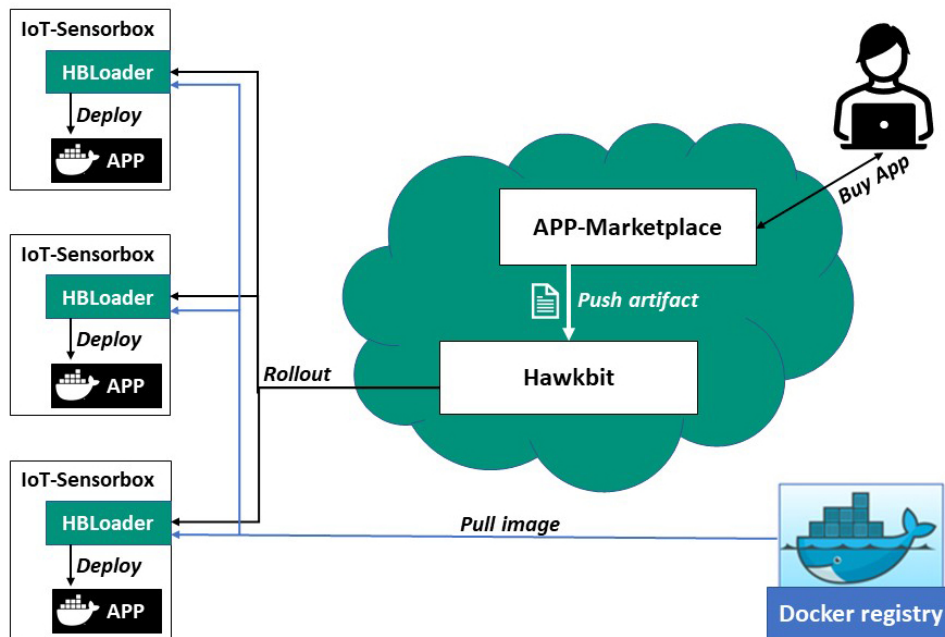 IoT-Sensorbox
HBLoader
Deploy
APP
IoT-Sensorbox
HBLoader
Deploy
APP
IoT-Sensorbox
HBLoader
Deploy
APP
Rollout
Pull image
APP-Marketplace
Push artifact
Hawkbit
Buy App
Docker registry